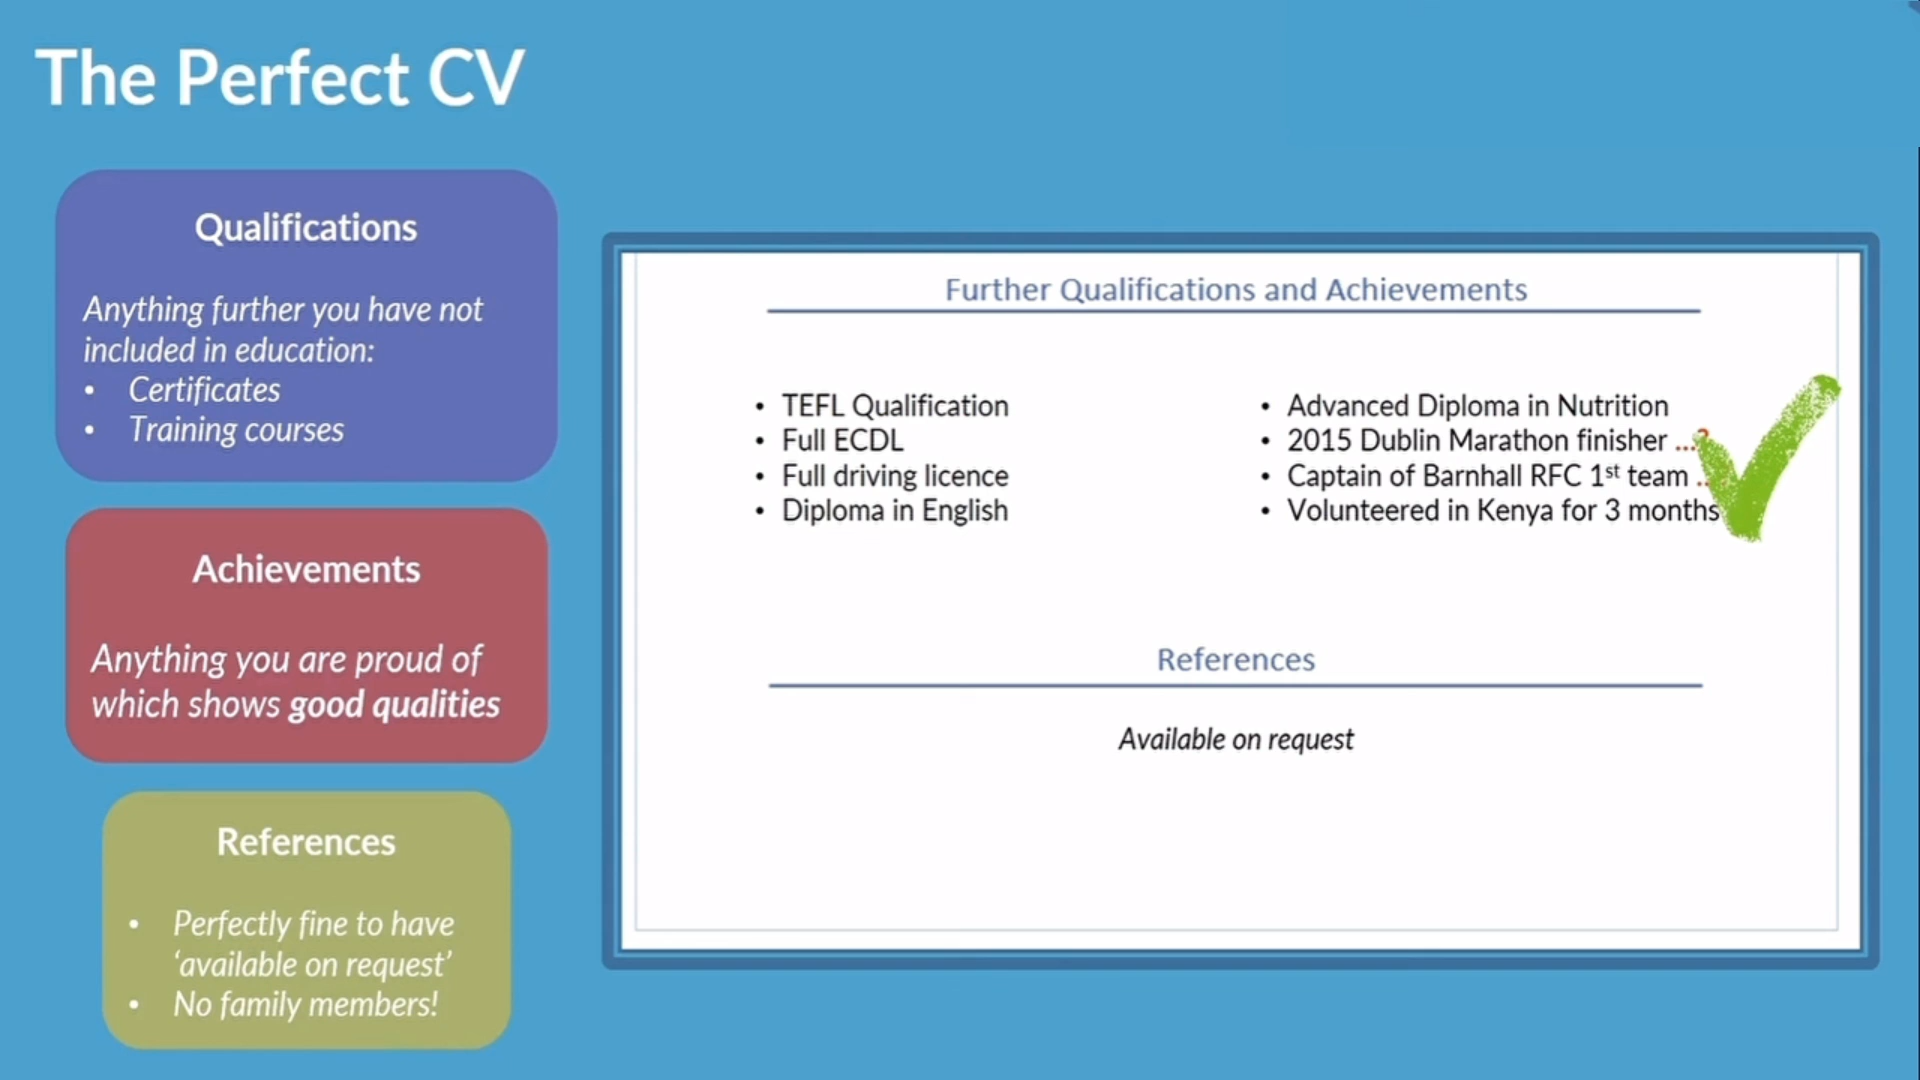 The Perfect CV
Qualifications
Anything further you have not
included in education:
• Certificates
• Training courses
Achievements
Anything you are proud of
which shows good qualities
References
• Perfectly fine to have
‘available on request’
• No family members!
Further Qualifications and Achievements
• TEFL Qualification
• Full ECDL
• Full driving licence
• Diploma in English
• Advanced Diploma in Nutrition
• 2015 Dublin Marathon finisher ...?
• Captain of Barnhall RFC 1st team
• Volunteered in Kenya for 3 months
References
Available on request